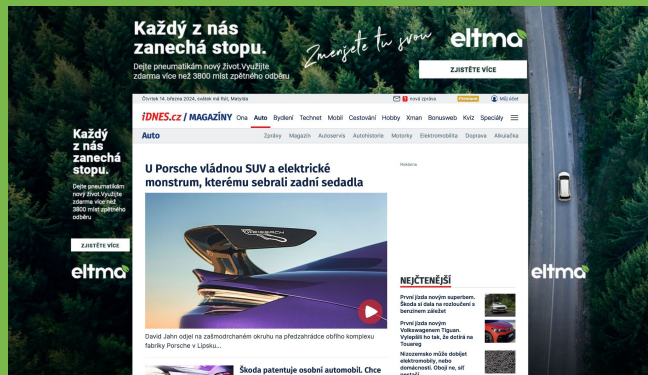 Každý z nás
zanechá stopu.
Dejte pneumatikám nový život.Využijte
zdarma více než 3800 míst zpětného odběru
Zmenjete tu svou
eltma
ZJISTĚTE VÍCE
Čtvrtek 14. března 2024, svátek má Rút, Matylda
nová zpráva
Premium
Můj účet
iDNES.cz / MAGAZÍNY Ona Auto Bydlení Technet Mobil Cestování Hobby Xman Bonusweb Kvíz Speciály
Auto
Zprávy Magazín Autoservis Autohistorie Motorky Elektromobilita Doprava Alkulačka
Každý
z nás
zanechá
stopu.
Dejte pneumatikám
nový život.Využijte
zdarma více než
3800 míst zpětného
odběru
ZJISTĚTE VÍCE
eltma
U Porsche vládnou SUV a elektrické
monstrum, kterému sebrali zadní sedadla
Reklama
David Jahn odjel na zašmodrchaném okruhu na předzahrádce obřího komplexu
fabriky Porsche v Lipsku...
Škoda patentuje osobní automobil. Chce
NEJČTENĚJŠÍ
První jízda novým superbem.
Škoda si dala na rozloučení s
benzinem záležet
První jízda novým
Volkswagenem Tiguan.
Vylepšili ho tak, že dotírá na
Touareg
Nizozemsko může dobíjet
elektromobily, nebo
domácnosti. Obojí ne, síť
nestačí
eltma